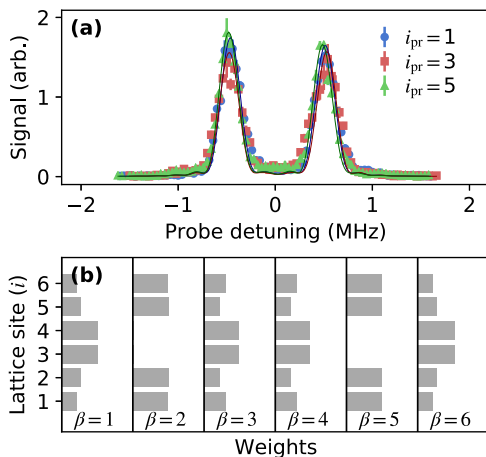 (a)
i_pr = 1
i_pr = 3
i_pr = 5
Signal (arb.)
2
1
0
−2 −1 0 1 2
Probe detuning (MHz)
(b)
Lattice site (i)
6
5
4
3
2
1
β = 1 β = 2 β = 3 β = 4 β = 5 β = 6
Weights